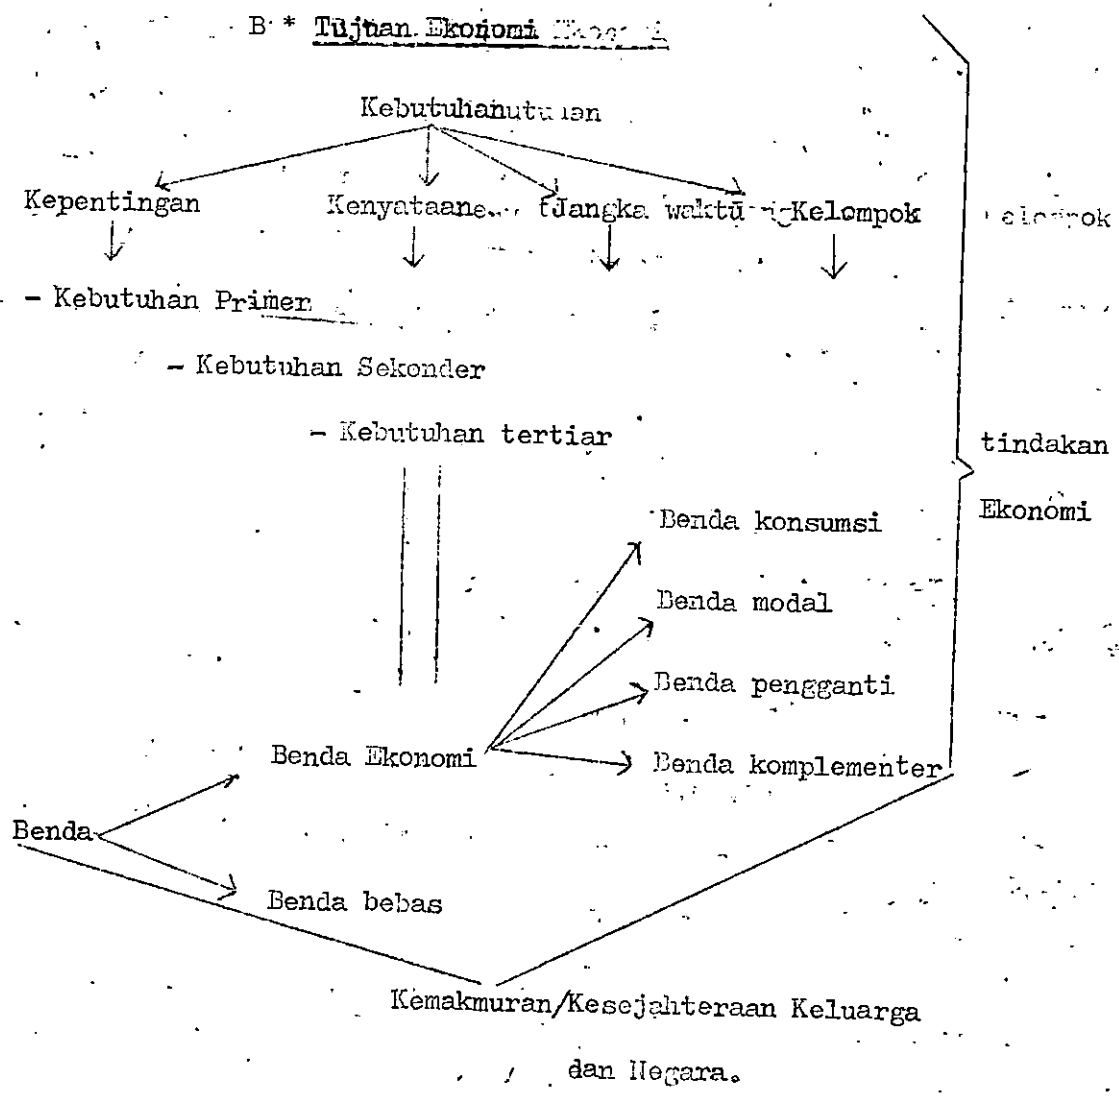 B * Tujuan Ekonomi
Kebutuhan
Kepentingan Kenyataan Jangka waktu Kelompok
- Kebutuhan Primer
- Kebutuhan Sekonder
- Kebutuhan tertiar
tindakan
Ekonomi
Benda konsumsi
Benda modal
Benda pengganti
Benda Ekonomi
Benda komplementer
Benda
Benda bebas
Kemakmuran/Kesejahteraan Keluarga
dan Negara.